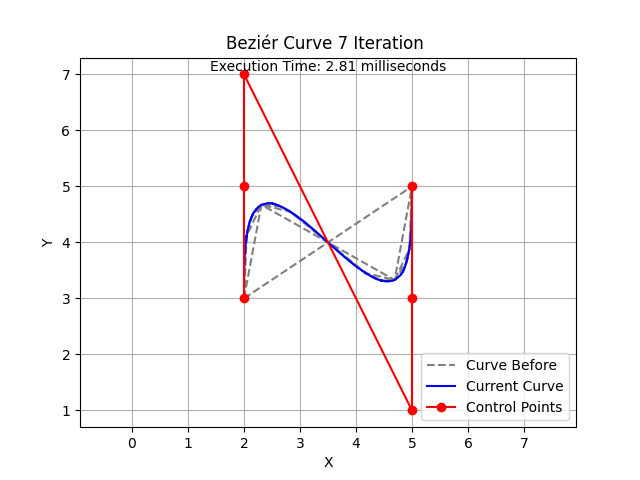 Beziér Curve 7 Iteration
Execution Time: 2.81 milliseconds
7
6
5
4
3
2
1
Y
Curve Before
Current Curve
Control Points
0 1 2 3 4 5 6 7
X